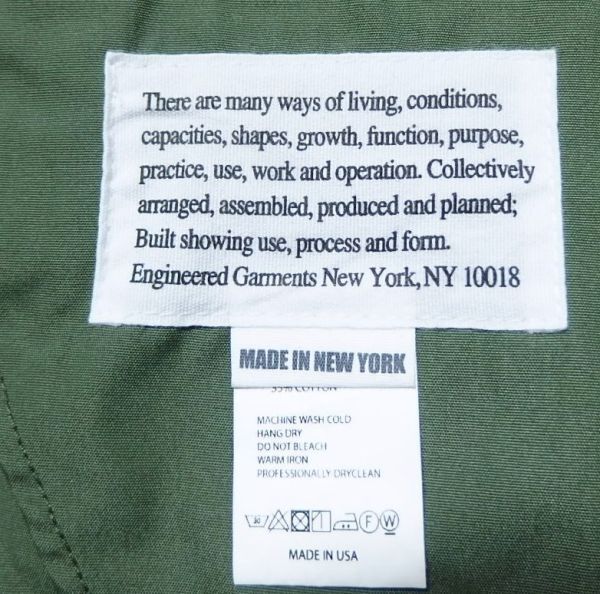 There are many ways of living, conditions,
capacities, shapes, growth, function, purpose,
practice, use, work and operation. Collectively
arranged, assembled, produced and planned;
Built showing use, process and form.
Engineered Garments New York, NY 10018
MADE IN NEW YORK
COTTON
MACHINE WASH COLD
HANG DRY
DO NOT BLEACH
WARM IRON
PROFESSIONALLY DRYCLEAN
F W
MADE IN USA